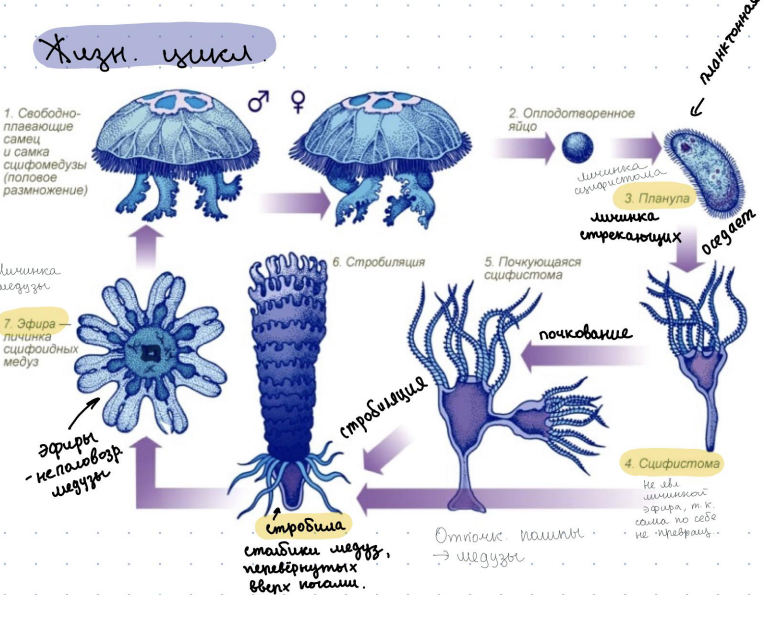 Жизн. цикл.
планктонная
1. Свободно-
плавающие
самец
и самка
сцифомедузы
(половое
размножение)
♂ ♀
2. Оплодотворенное
яйцо
личинка
сцифистома
3. Планула
личинка
стрекающих
оседает
личинка
медузы
7. Эфира —
личинка
сцифоидных
медуз
6. Стробиляция
5. Почкующаяся
сцифистома
почкование
стробиляция
эфиры
- неполовозр.
медузы
4. Сцифистома
не явл
личинкой
эфира, т.к.
сама по себе
не превращ.
стробила
столбики медуз,
перевёрнутых
вверх ногами.
Отпочк. полипы
→ медузы